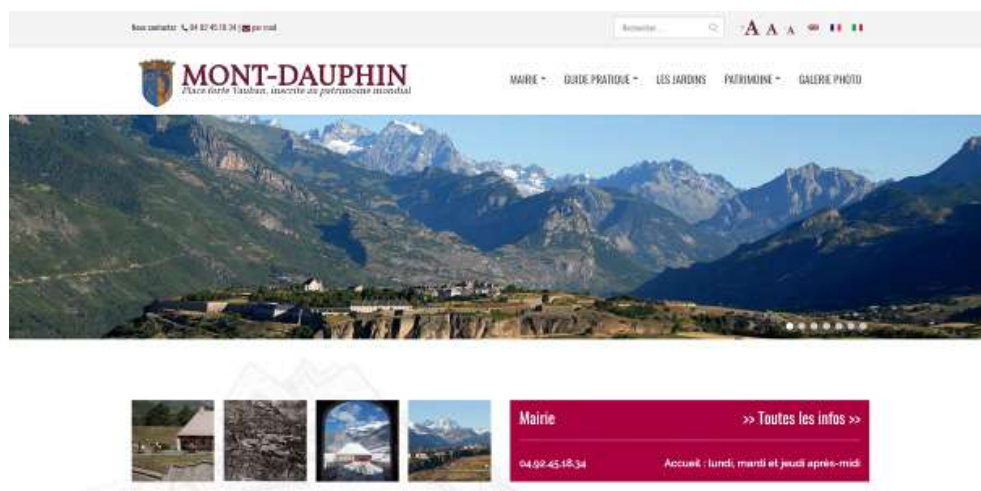 Nous contacter 04 92 45 18 34 | par mail
Rechercher...
A A A
MONT-DAUPHIN
Place forte Vauban, inscrite au patrimoine mondial
MAIRIE GUIDE PRATIQUE LES JARDINS PATRIMOINE GALERIE PHOTO
Mairie >> Toutes les infos >>
04.92.45.18.34 Accueil : lundi, mardi et jeudi après-midi